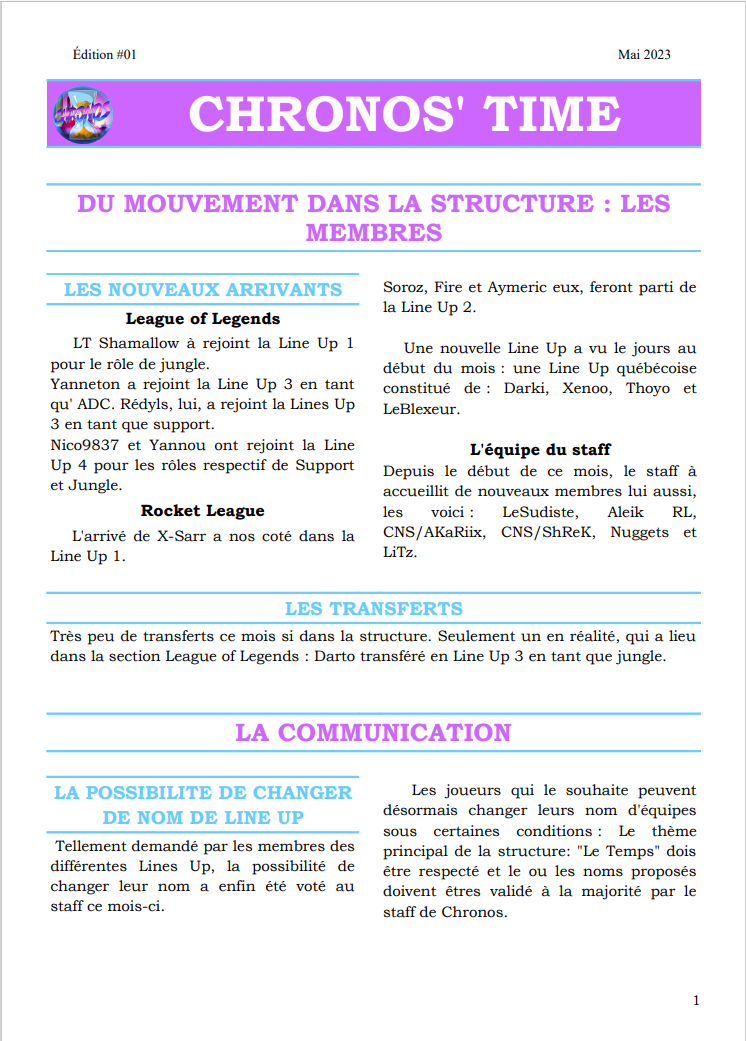 Édition #01
Mai 2023
CHRONOS
CHRONOS' TIME
DU MOUVEMENT DANS LA STRUCTURE : LES
MEMBRES
LES NOUVEAUX ARRIVANTS
League of Legends
LT Shamallow à rejoint la Line Up 1
pour le rôle de jungle.
Yanneton a rejoint la Line Up 3 en tant
qu' ADC. Rédyls, lui, a rejoint la Lines Up
3 en tant que support.
Nico9837 et Yannou ont rejoint la Line
Up 4 pour les rôles respectif de Support
et Jungle.
Rocket League
L'arrivé de X-Sarr a nos coté dans la
Line Up 1.
Soroz, Fire et Aymeric eux, feront parti de
la Line Up 2.
Une nouvelle Line Up a vu le jours au
début du mois : une Line Up québécoise
constitué de : Darki, Xenoo, Thoyo et
LeBlexeur.
L'équipe du staff
Depuis le début de ce mois, le staff à
accueillit de nouveaux membres lui aussi,
les voici : LeSudiste, Aleik RL,
CNS/AKaRiix, CNS/ShReK, Nuggets et
LiTz.
LES TRANSFERTS
Très peu de transferts ce mois si dans la structure. Seulement un en réalité, qui a lieu
dans la section League of Legends : Darto transféré en Line Up 3 en tant que jungle.
LA COMMUNICATION
LA POSSIBILITE DE CHANGER
DE NOM DE LINE UP
Tellement demandé par les membres des
différentes Lines Up, la possibilité de
changer leur nom a enfin été voté au
staff ce mois-ci.
Les joueurs qui le souhaite peuvent
désormais changer leurs nom d'équipes
sous certaines conditions : Le thème
principal de la structure: "Le Temps" dois
être respecté et le ou les noms proposés
doivent êtres validé à la majorité par le
staff de Chronos.
1